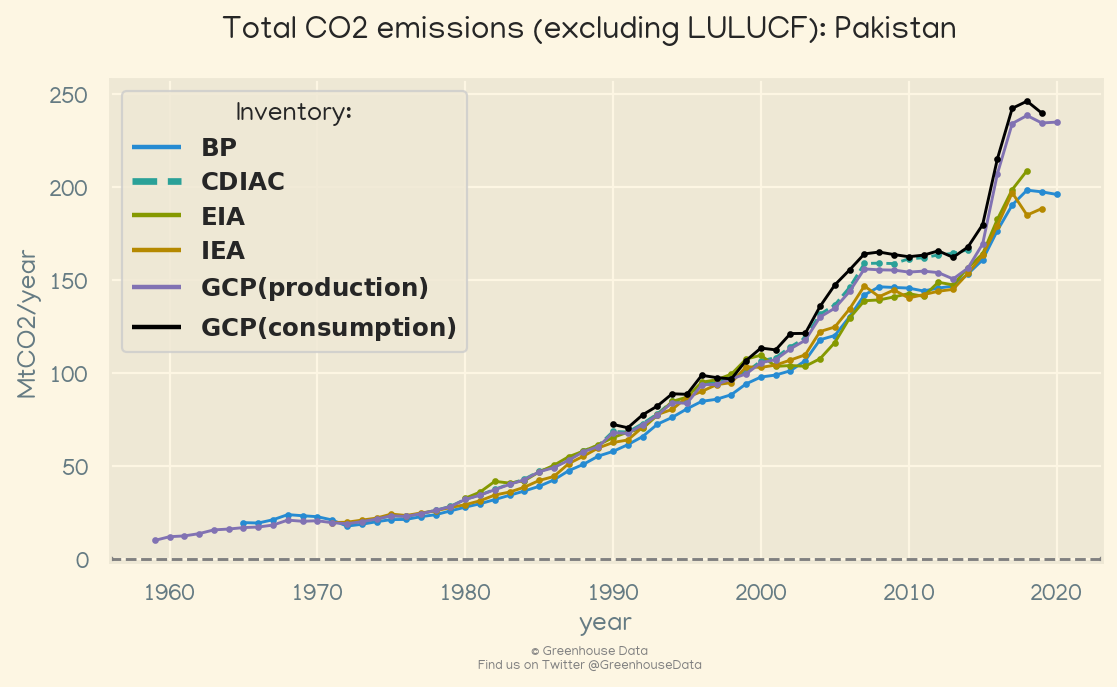 Total CO2 emissions (excluding LULUCF): Pakistan
250
200
150
100
50
0
MtCO2/year
Inventory:
BP
CDIAC
EIA
IEA
GCP(production)
GCP(consumption)
1960 1970 1980 1990 2000 2010 2020
year
© Greenhouse Data
Find us on Twitter @GreenhouseData